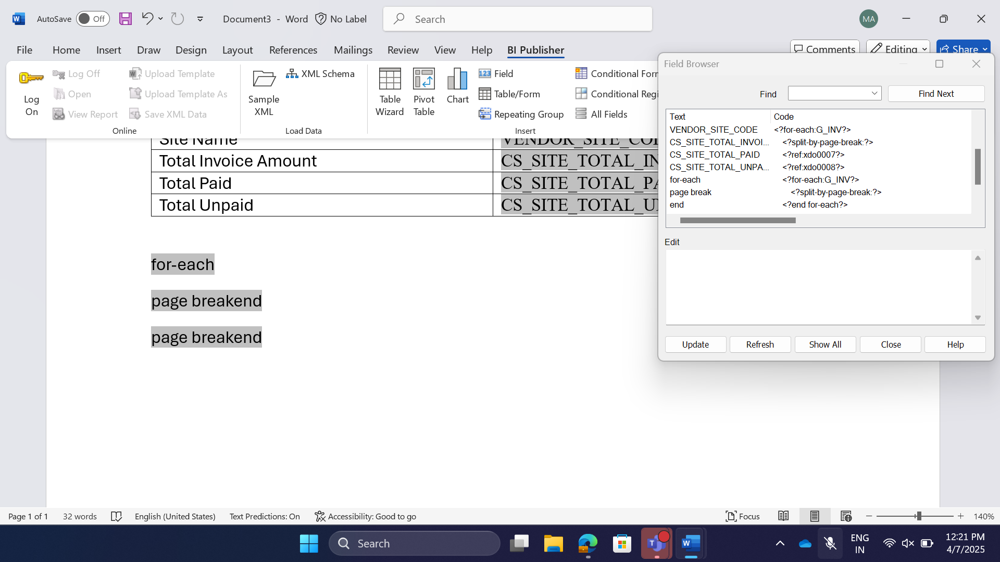 AutoSave Off Document3 - Word No Label Search MA
File Home Insert Draw Design Layout References Mailings Review View Help BI Publisher Comments Editing Share
Log On
Log Off
Open
View Report
Upload Template
Upload Template As
Save XML Data
Online
Sample XML
XML Schema
Load Data
Table Wizard
Pivot Table
Chart
Field
Table/Form
Repeating Group
Conditional Form
Conditional Regi
All Fields
Insert
Site Name VENDOR_SITE_COD
Total Invoice Amount CS_SITE_TOTAL_IN
Total Paid CS_SITE_TOTAL_PA
Total Unpaid CS_SITE_TOTAL_U
for-each
page breakend
page breakend
Field Browser
Find Find Next
Text Code
VENDOR_SITE_CODE <?for-each:G_INV?>
CS_SITE_TOTAL_INVOI... <?split-by-page-break:?>
CS_SITE_TOTAL_PAID <?ref:xdo0007?>
CS_SITE_TOTAL_UNPA... <?ref:xdo0008?>
for-each <?for-each:G_INV?>
page break <?split-by-page-break:?>
end <?end for-each?>
Edit
Update Refresh Show All Close Help
Page 1 of 1 32 words English (United States) Text Predictions: On Accessibility: Good to go Focus 140%
Search
ENG
IN
12:21 PM
4/7/2025